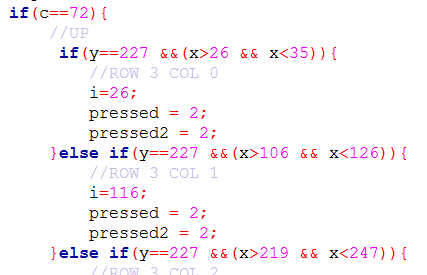 if(c==72){
//UP
if(y==227 &&(x>26 && x<35)){
//ROW 3 COL 0
i=26;
pressed = 2;
pressed2 = 2;
}else if(y==227 &&(x>106 && x<126)){
//ROW 3 COL 1
i=116;
pressed = 2;
pressed2 = 2;
}else if(y==227 &&(x>219 && x<247)){
//ROW 3 COL 2